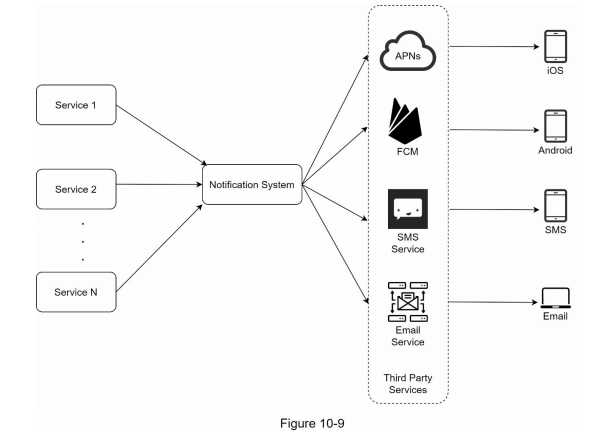 APNs
iOS
Service 1
FCM
Android
Service 2
Notification System
SMS
Service
SMS
Service N
Email
Service
Email
Third Party
Services
Figure 10-9